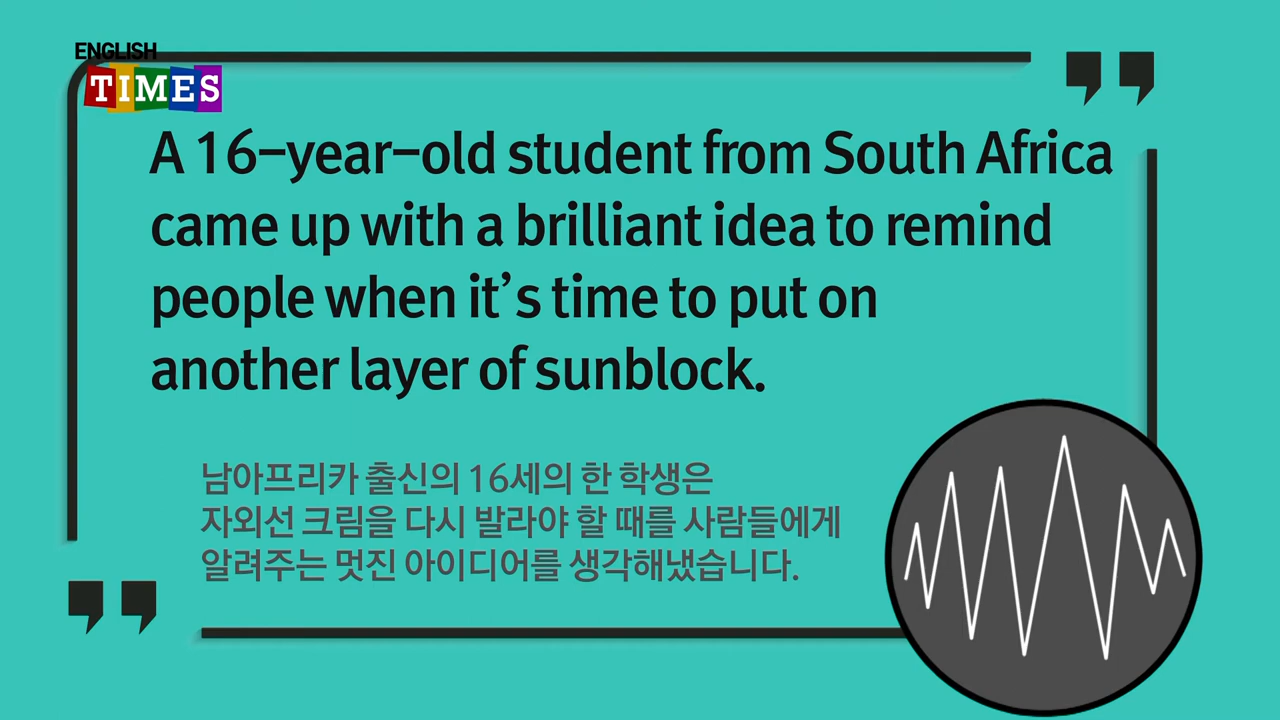 ENGLISH
TIMES
A 16-year-old student from South Africa
came up with a brilliant idea to remind
people when it’s time to put on
another layer of sunblock.
남아프리카 출신의 16세의 한 학생은
자외선 크림을 다시 발라야 할 때를 사람들에게
알려주는 멋진 아이디어를 생각해냈습니다.